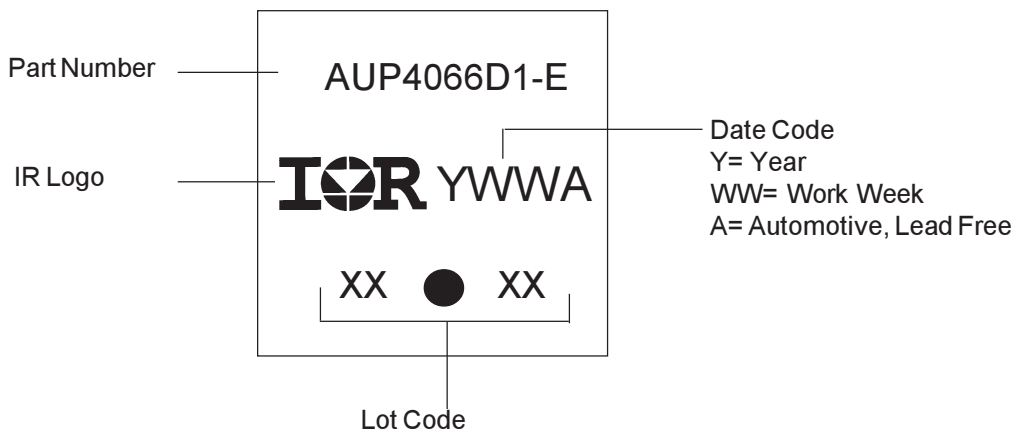 Part Number
AUP4066D1-E
IR Logo
IOR YWWA
Date Code
Y= Year
WW= Work Week
A= Automotive, Lead Free
XX XX
Lot Code